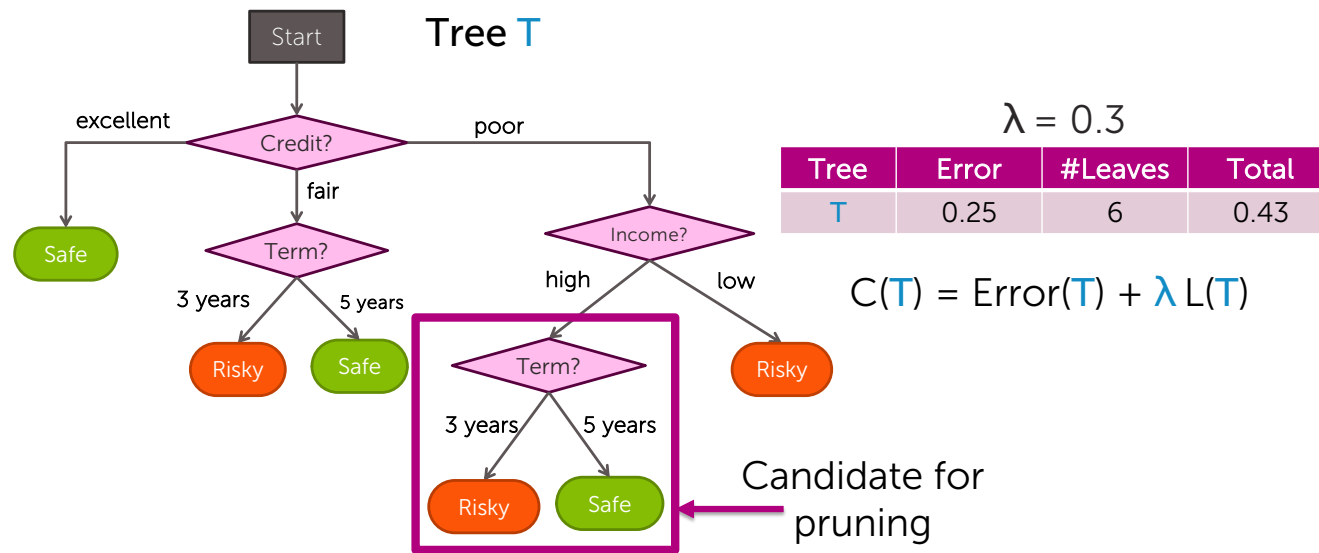 Start
Tree T
excellent
Credit?
poor
fair
Safe
Term?
3 years
5 years
Risky
Safe
Income?
high
low
Term?
Risky
3 years
5 years
Risky
Safe
Candidate for
pruning
λ = 0.3
Tree Error #Leaves Total
T 0.25 6 0.43
C(T) = Error(T) + λ L(T)